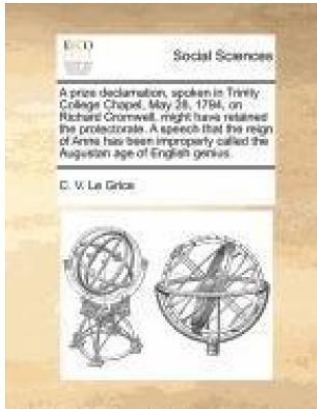 ECCO
Social Sciences
A prize declamation, spoken in Trinity
College Chapel, May 28, 1794, on
Richard Cromwell, might have retained
the protectorate. A speech that the reign
of Anne has been improperly called the
Augustan age of English genius.
C. V. Le Grice